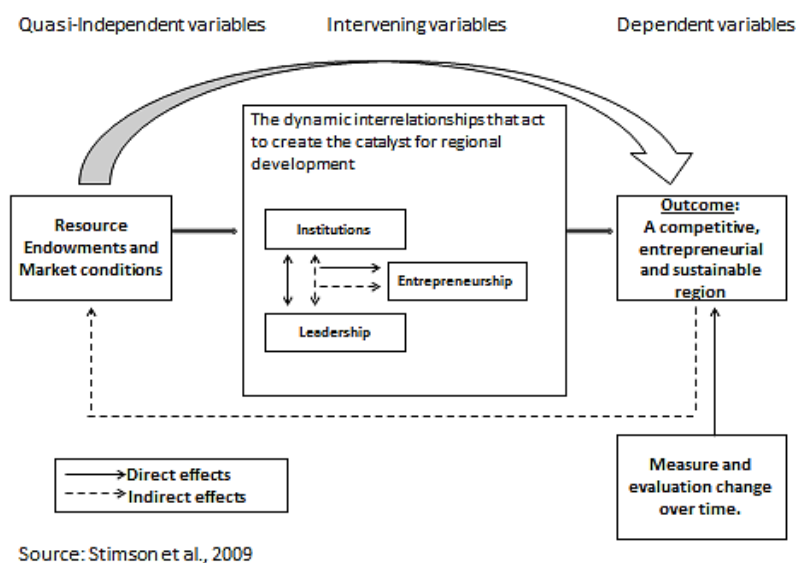 Quasi-Independent variables
Intervening variables
Dependent variables
The dynamic interrelationships that act
to create the catalyst for regional
development
Resource
Endowments and
Market conditions
Institutions
Entrepreneurship
Leadership
Outcome:
A competitive,
entrepreneurial
and sustainable
region
Measure and
evaluation change
over time.
Direct effects
Indirect effects
Source: Stimson et al., 2009